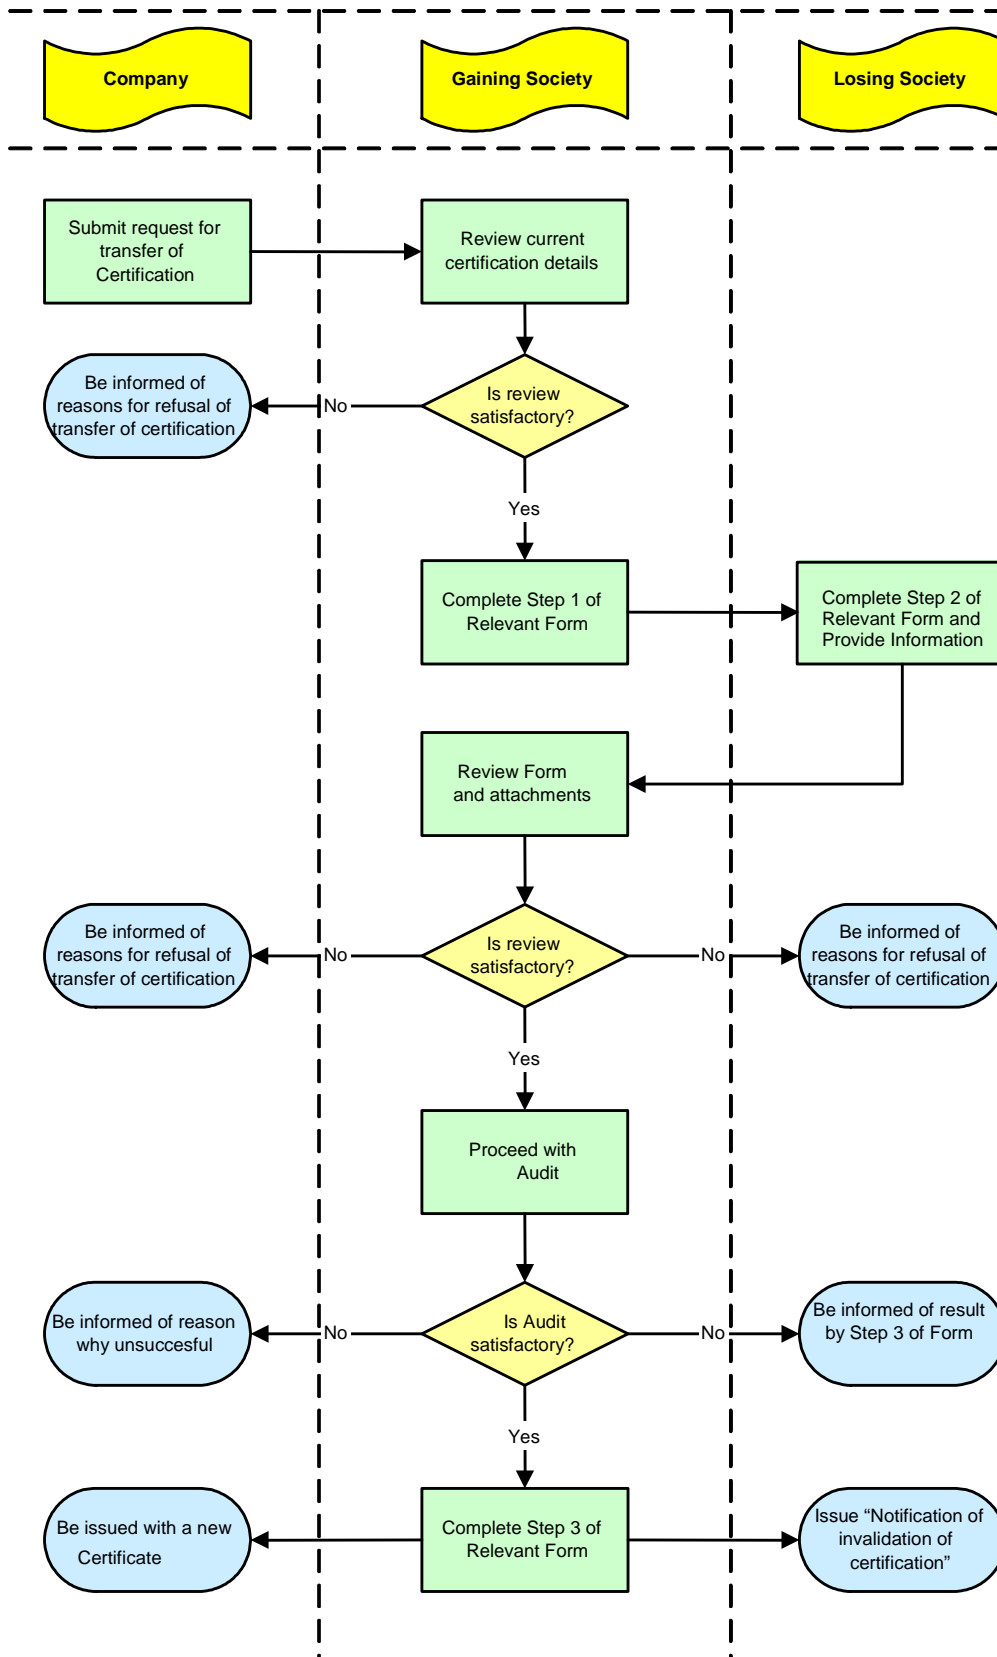 Company
Gaining Society
Losing Society
Submit request for
transfer of
Certification
Review current
certification details
Be informed of
reasons for refusal of
transfer of certification
No
Is review
satisfactory?
Yes
Complete Step 1 of
Relevant Form
Complete Step 2 of
Relevant Form and
Provide Information
Review Form
and attachments
Be informed of
reasons for refusal of
transfer of certification
No
Is review
satisfactory?
No
Be informed of
reasons for refusal of
transfer of certification
Yes
Proceed with
Audit
Be informed of reason
why unsuccesful
No
Is Audit
satisfactory?
No
Be informed of result
by Step 3 of Form
Yes
Be issued with a new
Certificate
Complete Step 3 of
Relevant Form
Issue “Notification of
invalidation of
certification”